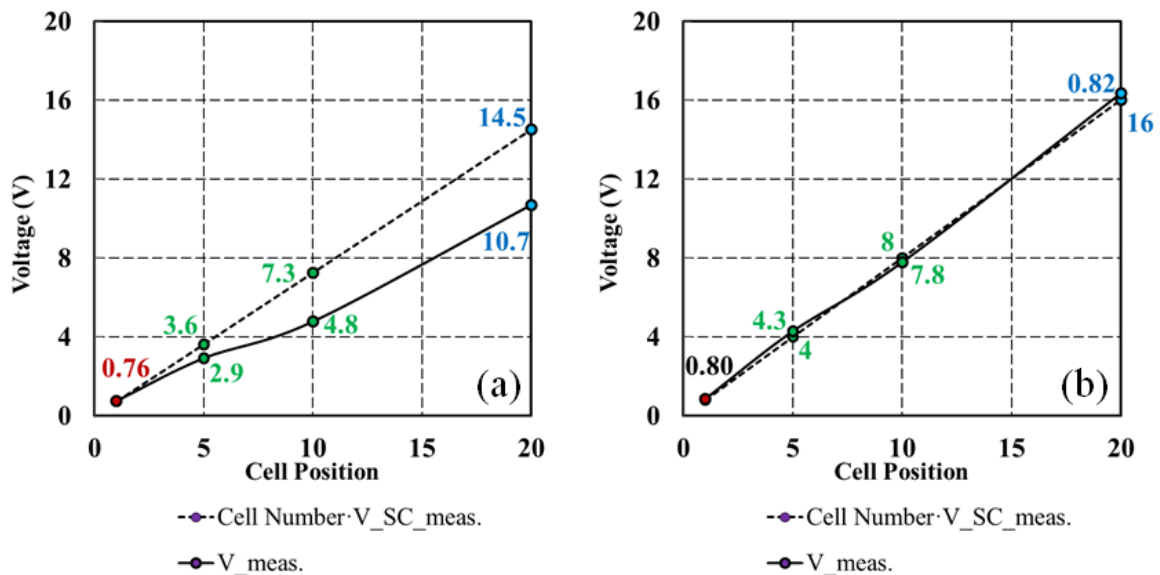 20
16
12
8
4
0
Voltage (V)
14.5
10.7
7.3
4.8
3.6
2.9
0.76
(a)
0 5 10 15 20
Cell Position
Cell Number·V_SC_meas.
V_meas.
20
16
12
8
4
0
Voltage (V)
0.82
16
8
7.8
4.3
4
0.80
(b)
0 5 10 15 20
Cell Position
Cell Number·V_SC_meas.
V_meas.